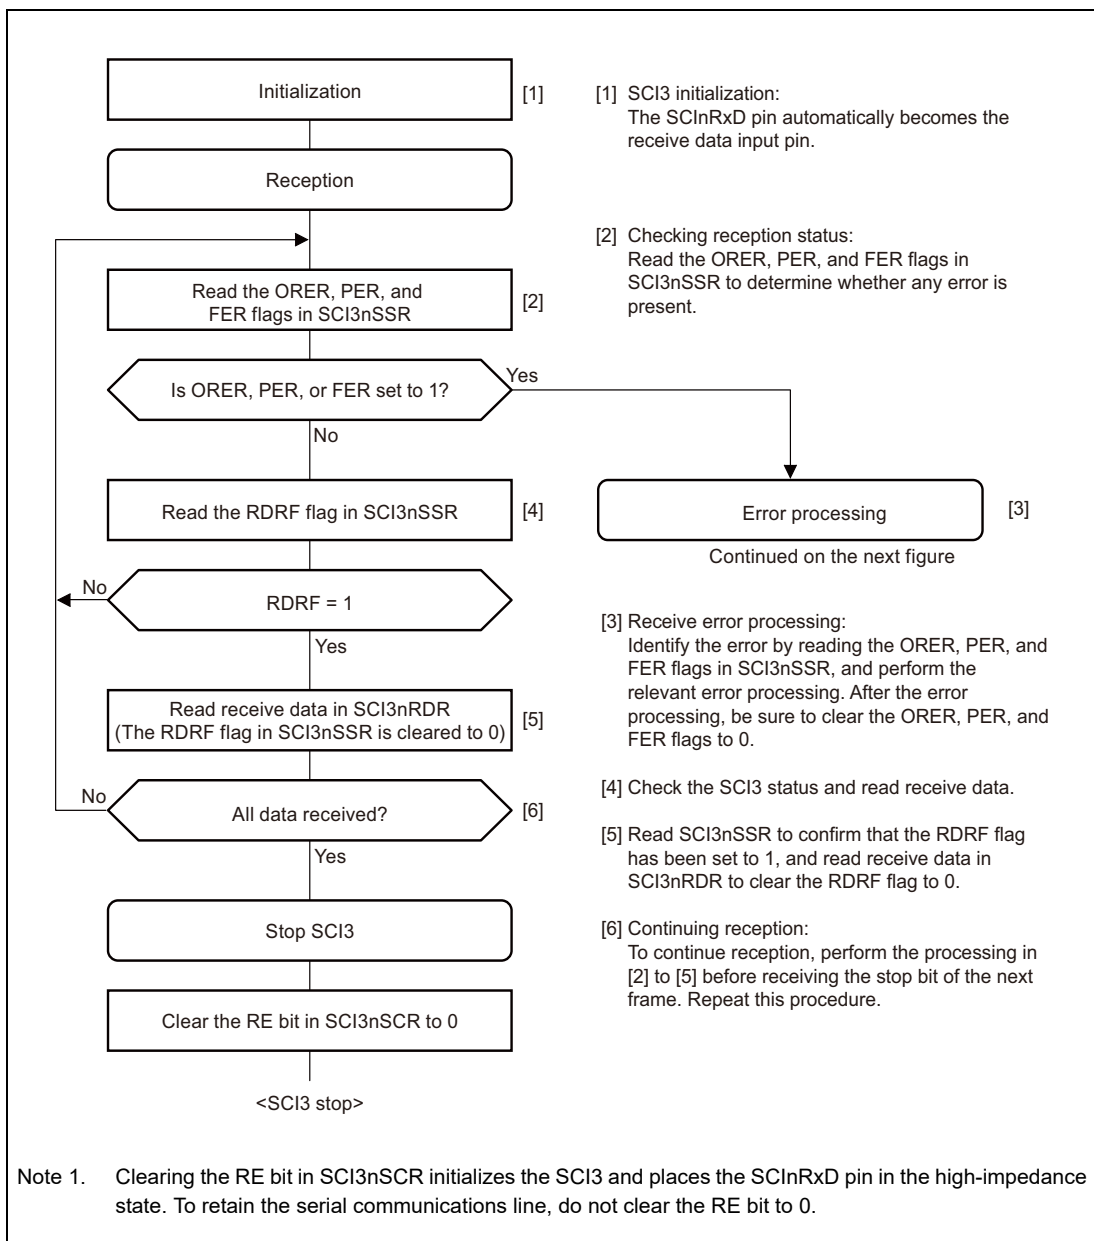 Initialization
[1]
[1] SCI3 initialization:
The SCInRxD pin automatically becomes the
receive data input pin.
Reception
[2] Checking reception status:
Read the ORER, PER, and FER flags in
SCI3nSSR to determine whether any error is
present.
Read the ORER, PER, and
FER flags in SCI3nSSR
[2]
Is ORER, PER, or FER set to 1?
Yes
No
Read the RDRF flag in SCI3nSSR
[4]
Error processing
[3]
Continued on the next figure
No
RDRF = 1
Yes
[3] Receive error processing:
Identify the error by reading the ORER, PER, and
FER flags in SCI3nSSR, and perform the
relevant error processing. After the error
processing, be sure to clear the ORER, PER, and
FER flags to 0.
Read receive data in SCI3nRDR
(The RDRF flag in SCI3nSSR is cleared to 0)
[5]
No
All data received?
[6]
Yes
[4] Check the SCI3 status and read receive data.
[5] Read SCI3nSSR to confirm that the RDRF flag
has been set to 1, and read receive data in
SCI3nRDR to clear the RDRF flag to 0.
Stop SCI3
[6] Continuing reception:
To continue reception, perform the processing in
[2] to [5] before receiving the stop bit of the next
frame. Repeat this procedure.
Clear the RE bit in SCI3nSCR to 0
<SCI3 stop>
Note 1. Clearing the RE bit in SCI3nSCR initializes the SCI3 and places the SCInRxD pin in the high-impedance
state. To retain the serial communications line, do not clear the RE bit to 0.